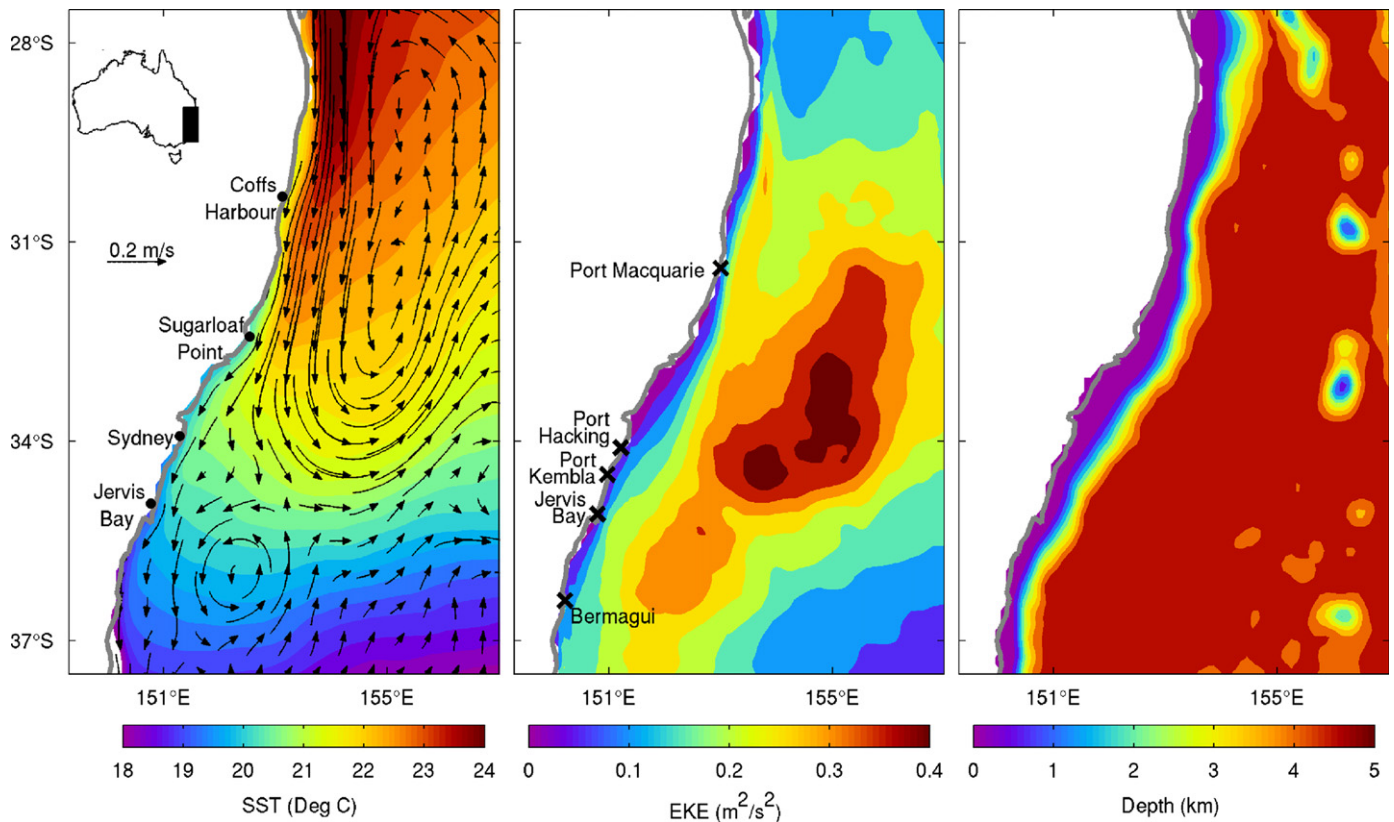 28°S
31°S
34°S
37°S
Coffs
Harbour
0.2 m/s
Sugarloaf
Point
Sydney
Jervis
Bay
151°E
155°E
18 19 20 21 22 23 24
SST (Deg C)
Port Macquarie
Port
Hacking
Port
Kembla
Jervis
Bay
Bermagui
151°E
155°E
0 0.1 0.2 0.3 0.4
EKE (m²/s²)
151°E
155°E
0 1 2 3 4 5
Depth (km)